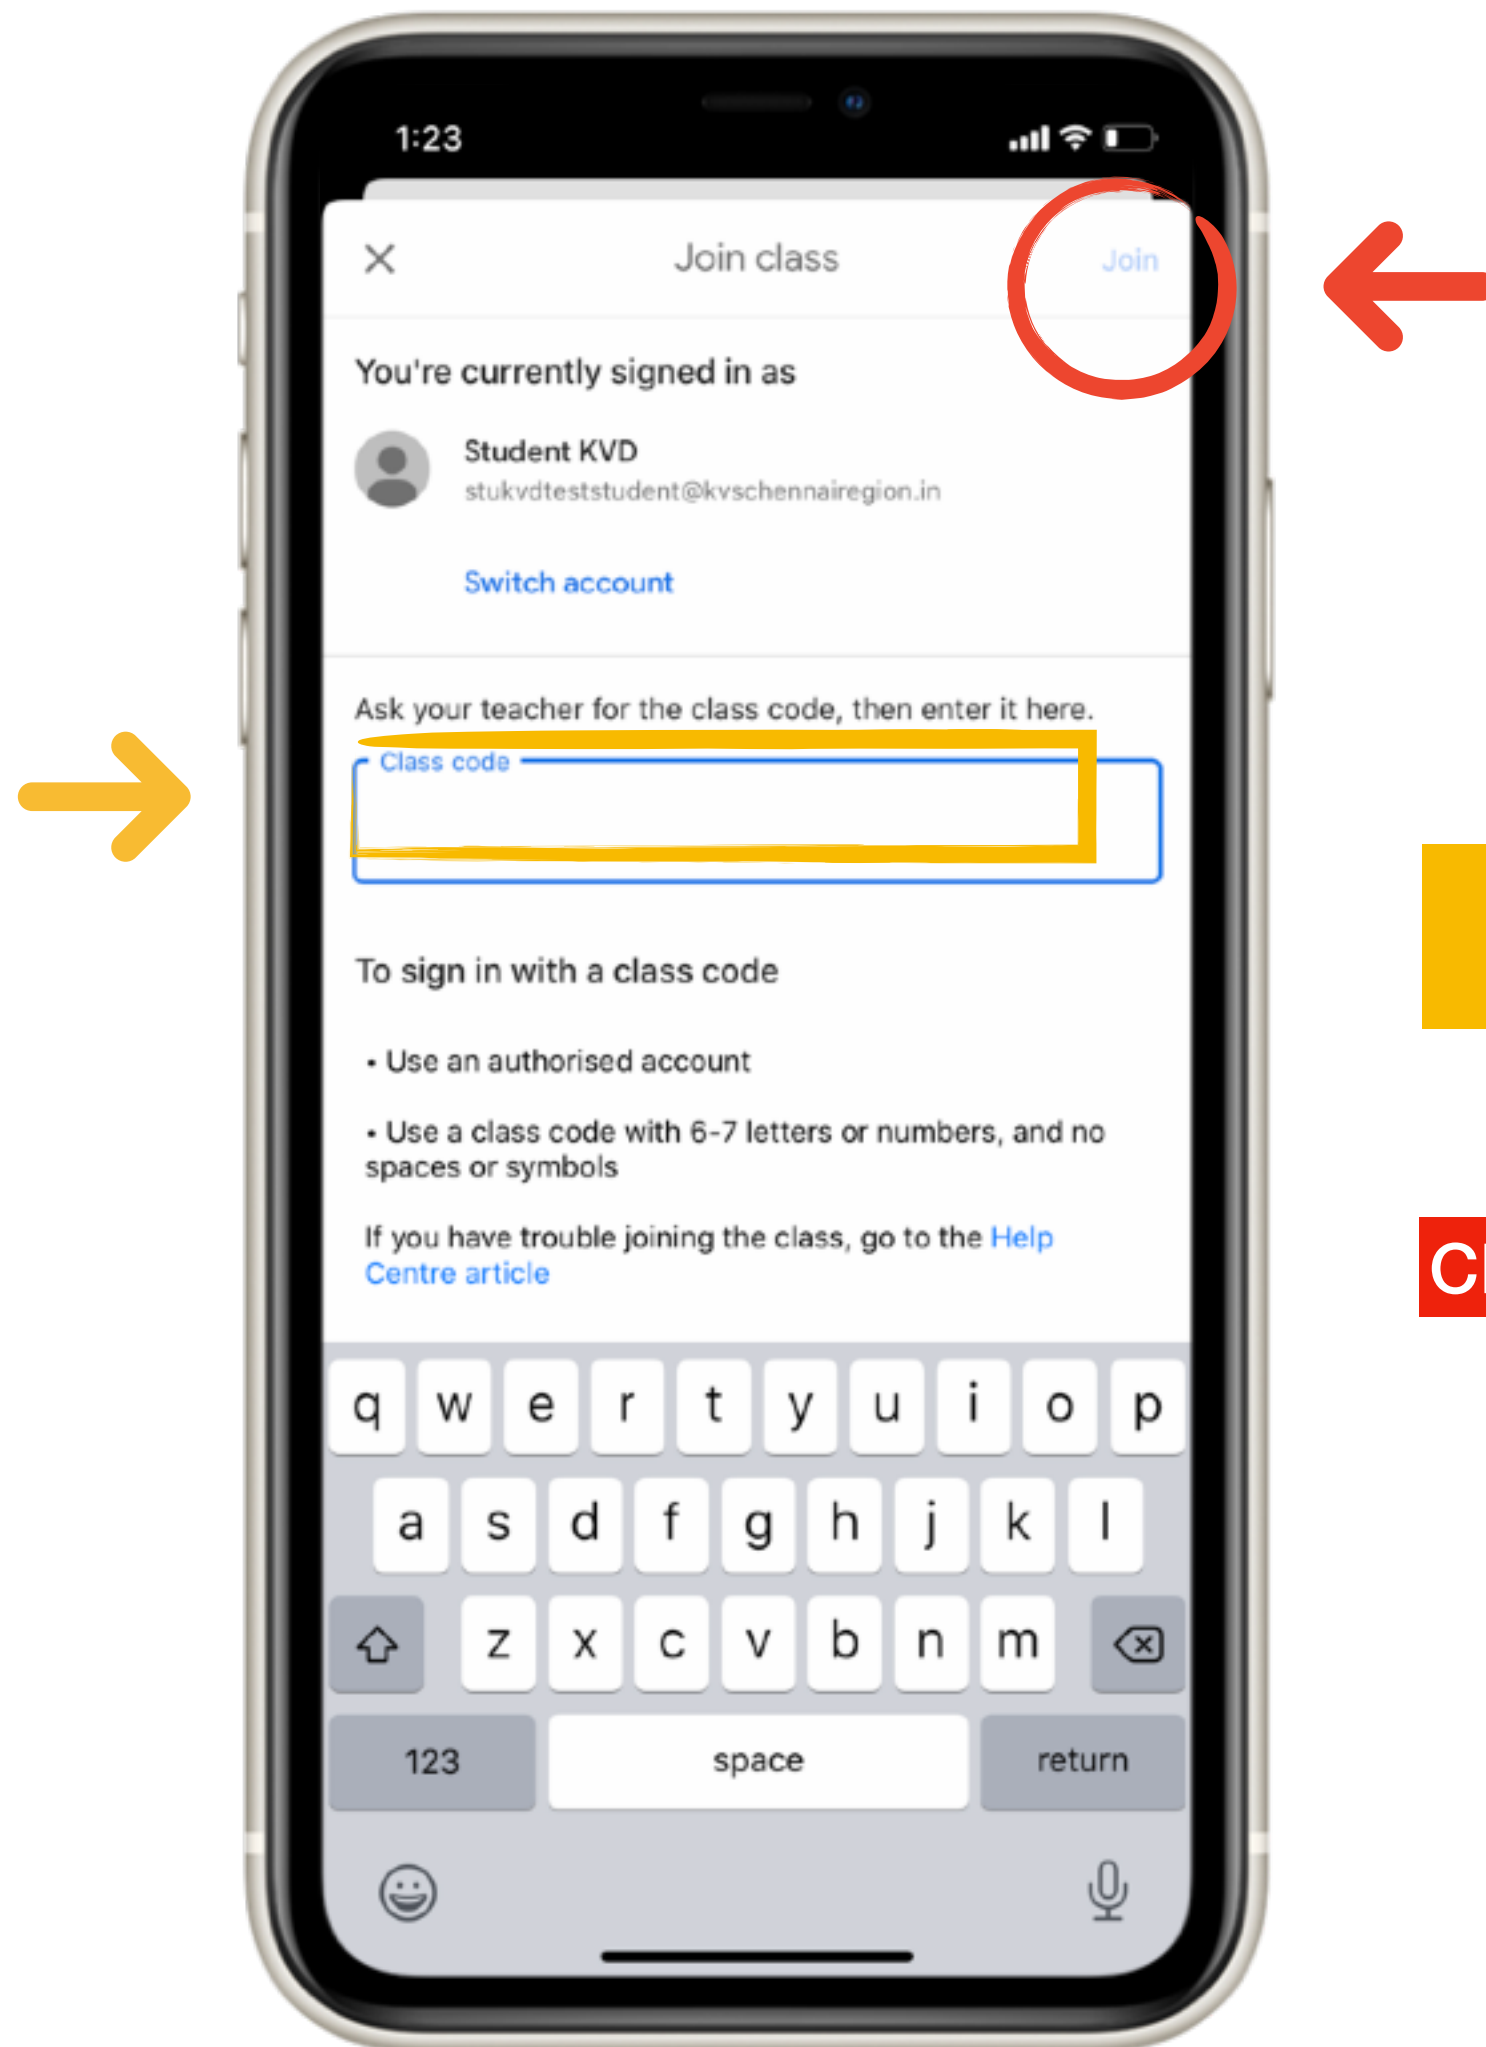 1:23
Join class
Join
You're currently signed in as
Student KVD
stukvdteststudent@kvschennairegion.in
Switch account
Ask your teacher for the class code, then enter it here.
Class code
To sign in with a class code
• Use an authorised account
• Use a class code with 6-7 letters or numbers, and no
spaces or symbols
If you have trouble joining the class, go to the Help
Centre article
q w e r t y u i o p
a s d f g h j k l
z x c v b n m
123 space return